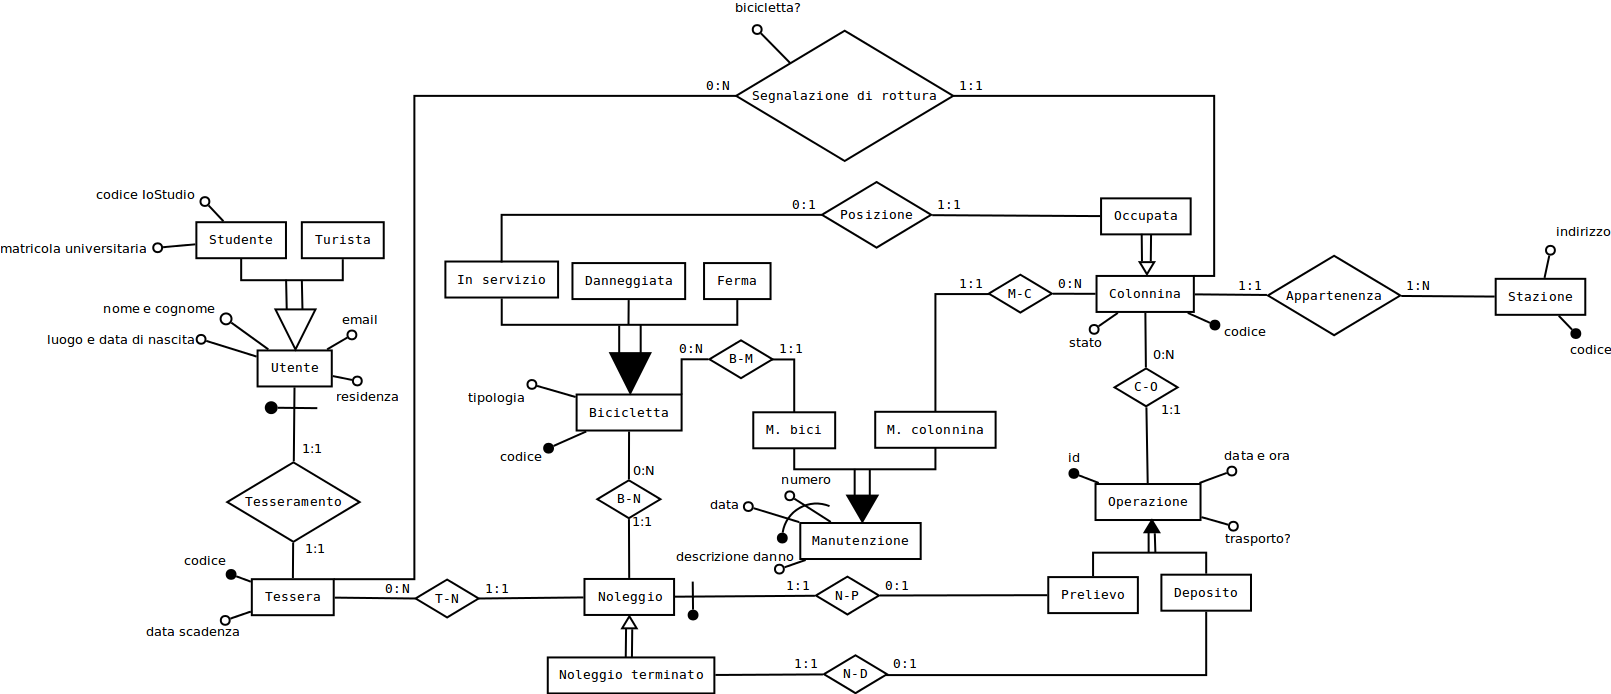 bicicletta?
0:N
1:1
Segnalazione di rottura
codice IoStudio
0:1
1:1
Posizione
Occupata
Studente
Turista
matricola universitaria
indirizzo
In servizio
Danneggiata
Ferma
1:1
0:N
M-C
Colonnina
1:1
Appartenenza
1:N
Stazione
nome e cognome
email
stato
codice
codice
luogo e data di nascita
Utente
0:N
1:1
B-M
0:N
C-O
residenza
tipologia
Bicicletta
1:1
M. bici
M. colonnina
1:1
codice
id
data e ora
0:N
numero
Tesseramento
B-N
data
Operazione
1:1
Manutenzione
trasporto?
1:1
descrizione danno
codice
0:N
1:1
1:1
0:1
Tessera
T-N
Noleggio
N-P
Prelievo
Deposito
data scadenza
1:1
0:1
Noleggio terminato
N-D